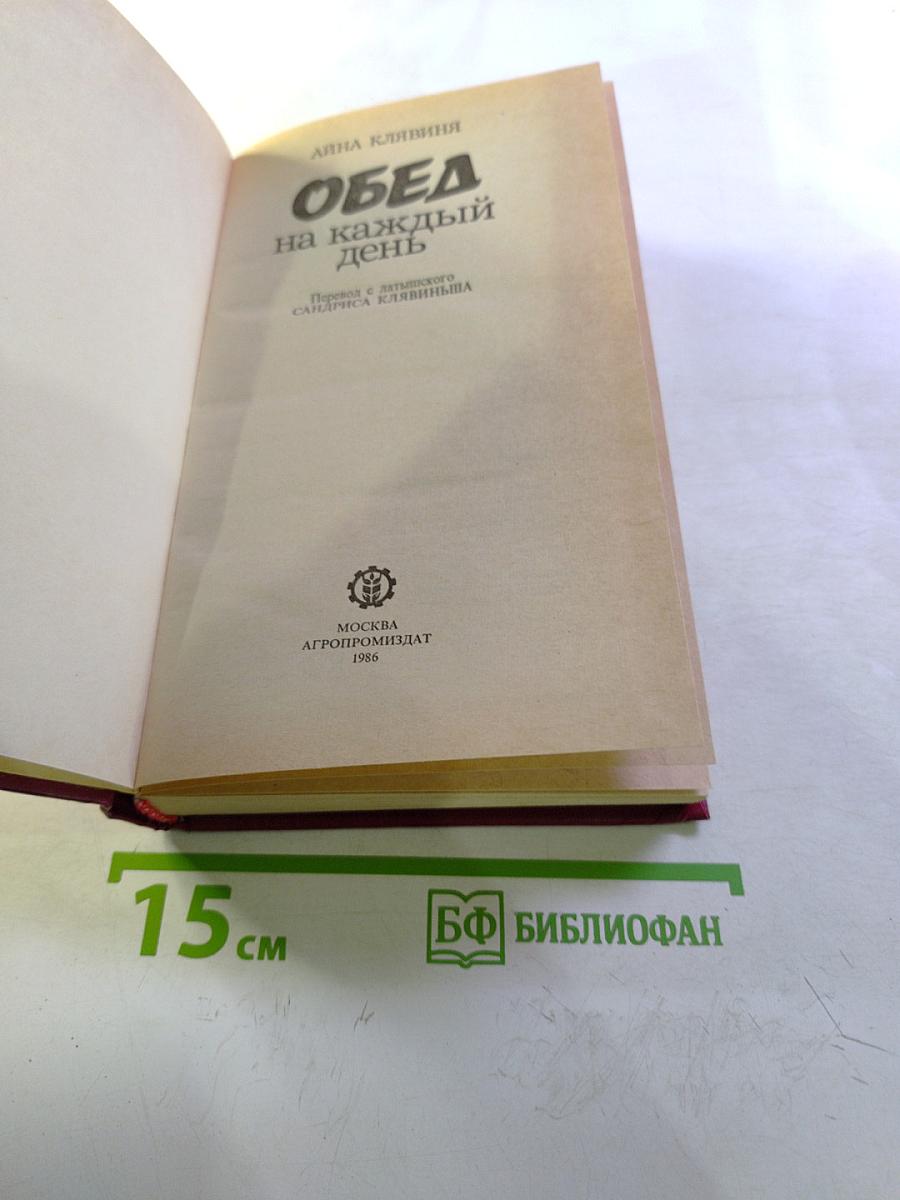 АЙНА КЛЯВИНЯ
ОБЕД
на каждый
день
Перевод с латышского
САНДРИСА КЛЯВИНЬША
МОСКВА
АГРОПРОМИЗДАТ
1986
15 см
БФ БИБЛИОФАН